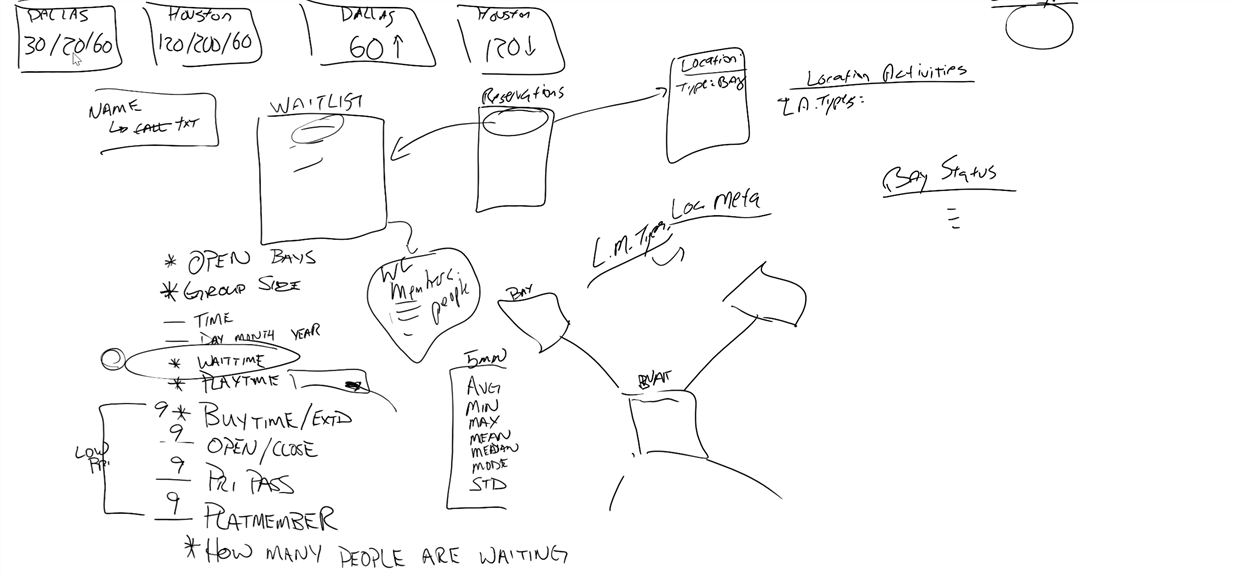 DALLAS
30/20/60
Houston
120/200/60
DALLAS
60↑
Houston
120↓
Location:
Type: BAY
Location Activities
L.A. Types:
NAME
↳ CALL TXT
WAITLIST
Reservations
Bay Status
Loc Meta
L.M. Types
* OPEN BAYS
* GROUP SIZE
— TIME
— DAY MONTH YEAR
* WAITTIME
* PLAYTIME
9* BUYTIME/EXTD
9 — OPEN/CLOSE
9 — PRI PASS
9 — PLATMEMBER
LOW
PRI
* HOW MANY PEOPLE ARE WAITING
WL
Members:
people
5MIN
AVG
MIN
MAX
MEAN
MEDIAN
MODE
STD
BAY